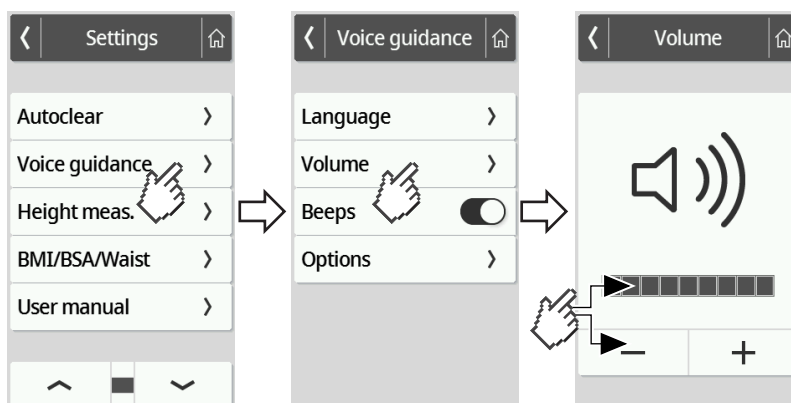 Settings
Autoclear
Voice guidance
Height meas.
BMI/BSA/Waist
User manual
Voice guidance
Language
Volume
Beeps
Options
Volume